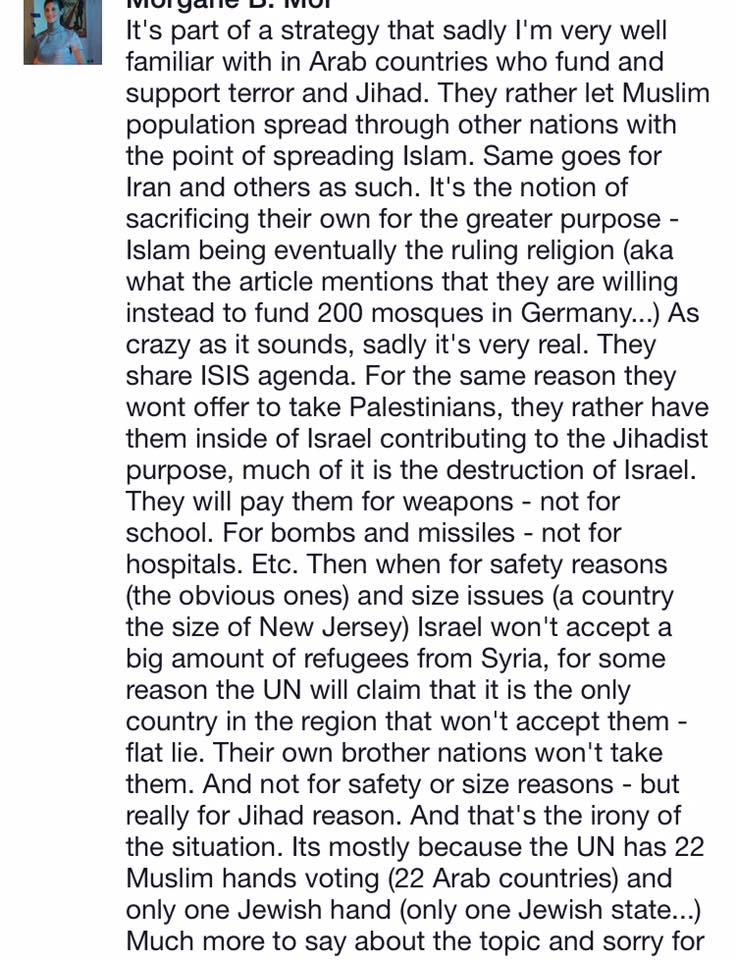 Morgane B. Mor
It's part of a strategy that sadly I'm very well
familiar with in Arab countries who fund and
support terror and Jihad. They rather let Muslim
population spread through other nations with
the point of spreading Islam. Same goes for
Iran and others as such. It's the notion of
sacrificing their own for the greater purpose -
Islam being eventually the ruling religion (aka
what the article mentions that they are willing
instead to fund 200 mosques in Germany...) As
crazy as it sounds, sadly it's very real. They
share ISIS agenda. For the same reason they
wont offer to take Palestinians, they rather have
them inside of Israel contributing to the Jihadist
purpose, much of it is the destruction of Israel.
They will pay them for weapons - not for
school. For bombs and missiles - not for
hospitals. Etc. Then when for safety reasons
(the obvious ones) and size issues (a country
the size of New Jersey) Israel won't accept a
big amount of refugees from Syria, for some
reason the UN will claim that it is the only
country in the region that won't accept them -
flat lie. Their own brother nations won't take
them. And not for safety or size reasons - but
really for Jihad reason. And that's the irony of
the situation. Its mostly because the UN has 22
Muslim hands voting (22 Arab countries) and
only one Jewish hand (only one Jewish state...)
Much more to say about the topic and sorry for